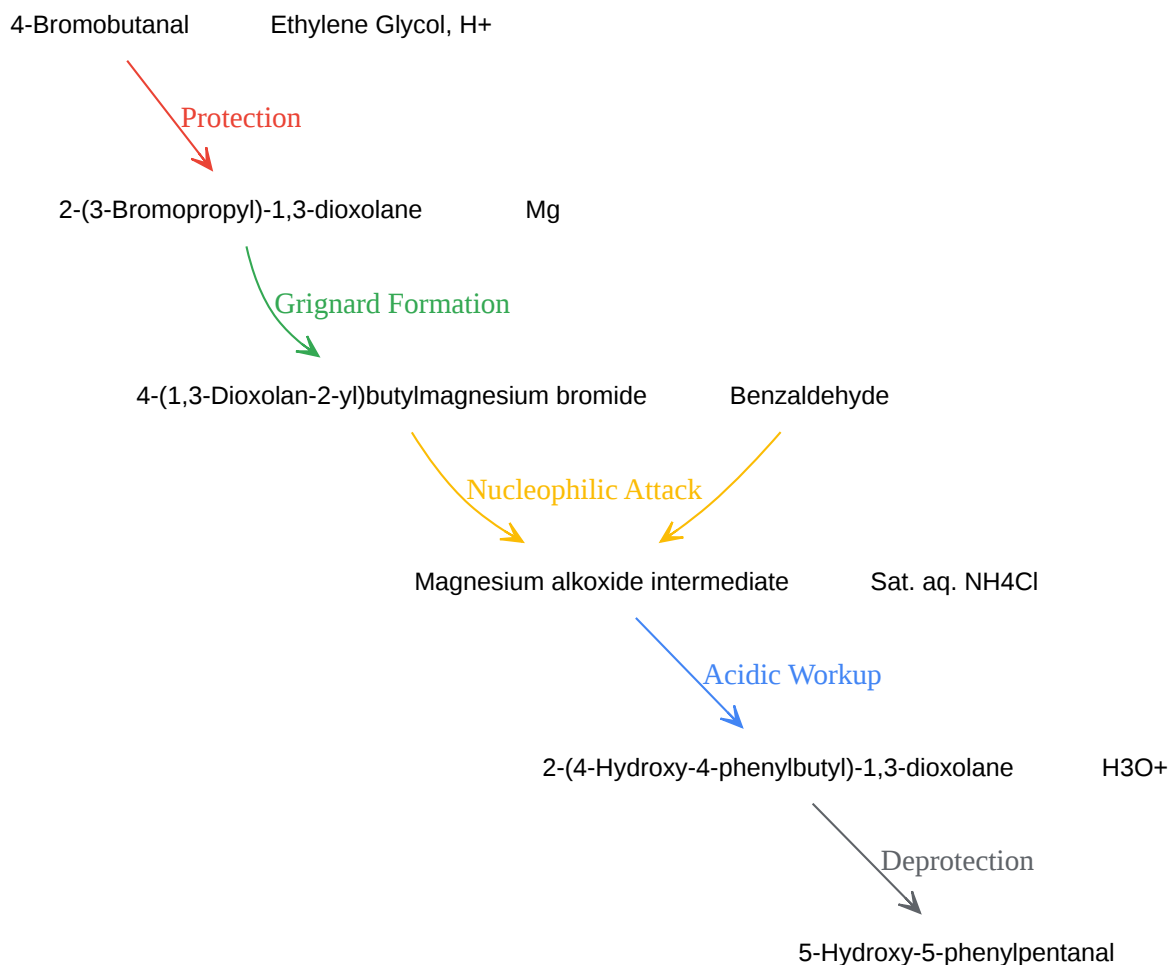 4-Bromobutanal Ethylene Glycol, H+
Protection
2-(3-Bromopropyl)-1,3-dioxolane Mg
Grignard Formation
4-(1,3-Dioxolan-2-yl)butylmagnesium bromide Benzaldehyde
Nucleophilic Attack
Magnesium alkoxide intermediate Sat. aq. NH4Cl
Acidic Workup
2-(4-Hydroxy-4-phenylbutyl)-1,3-dioxolane H3O+
Deprotection
5-Hydroxy-5-phenylpentanal